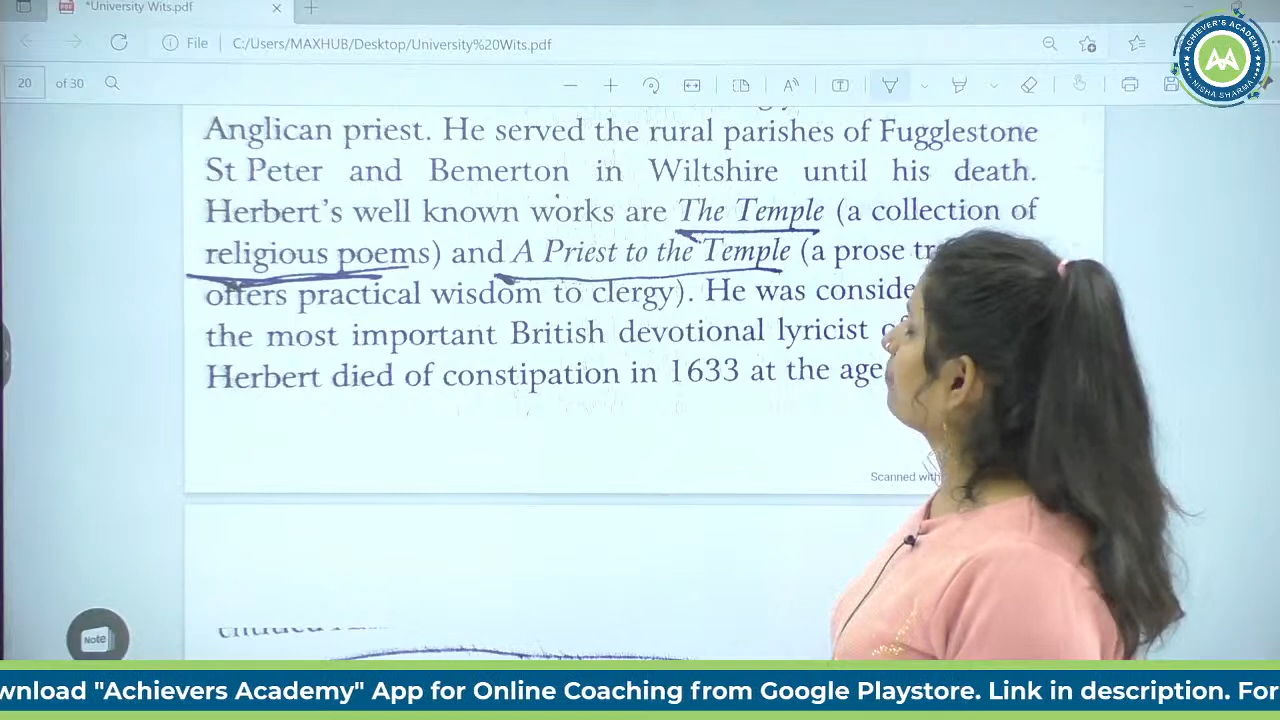 *University Wits.pdf
File C:/Users/MAXHUB/Desktop/University%20Wits.pdf
20 of 30
Anglican priest. He served the rural parishes of Fugglestone
St Peter and Bemerton in Wiltshire until his death.
Herbert's well known works are The Temple (a collection of
religious poems) and A Priest to the Temple (a prose
offers practical wisdom to clergy). He was
the most important British devotional lyricist
Herbert died of constipation in 1633 at the age
Scanned
Note
ACHIEVER'S ACADEMY
NISHA SHARMA
wnload "Achievers Academy" App for Online Coaching from Google Playstore. Link in description. For